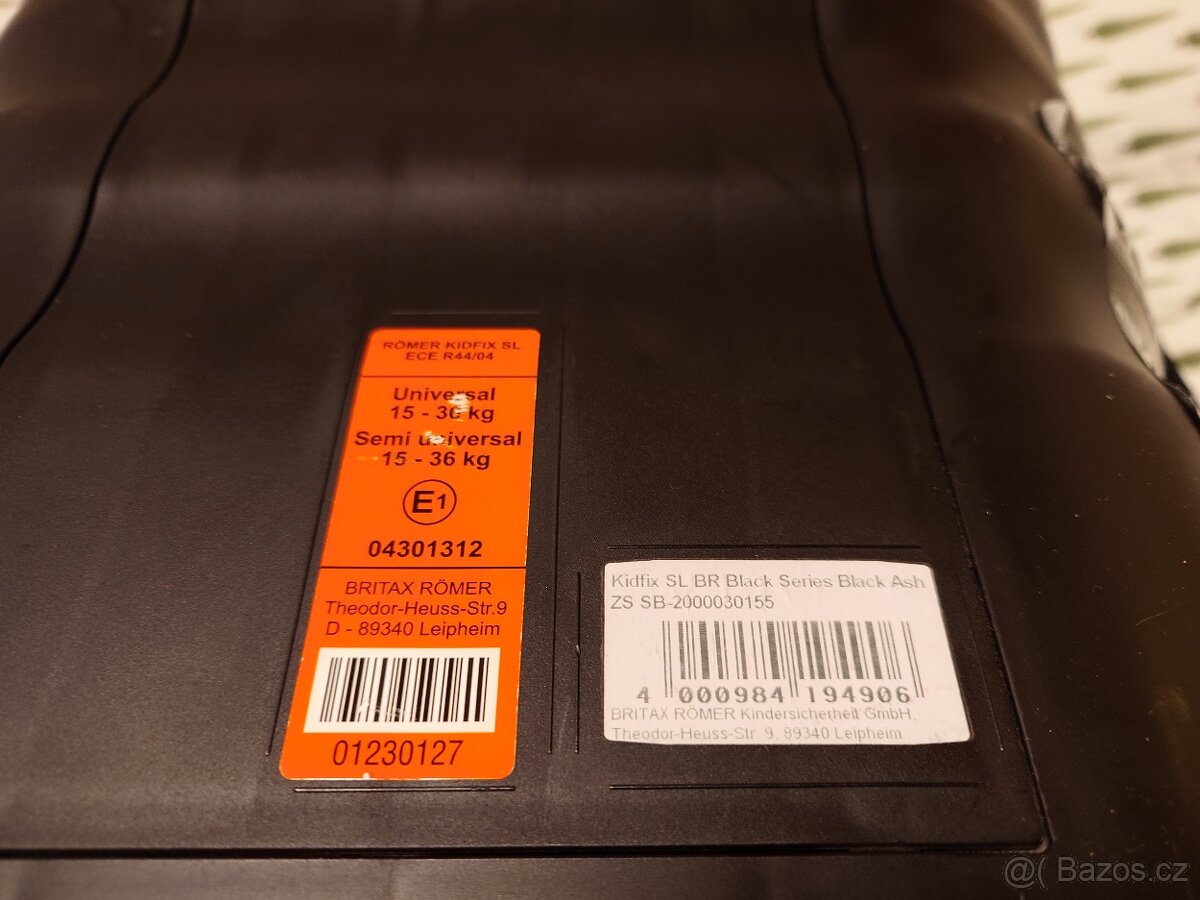 RÖMER KIDFIX SL
ECE R44/04
Universal
15 - 36 kg
Semi universal
15 - 36 kg
E1
04301312
BRITAX RÖMER
Theodor-Heuss-Str.9
D - 89340 Leipheim
01230127
Kidfix SL BR Black Series Black Ash
ZS SB-2000030155
4 000984 194906
BRITAX RÖMER Kindersicherheit GmbH,
Theodor-Heuss-Str. 9, 89340 Leipheim
@( Bazos.cz